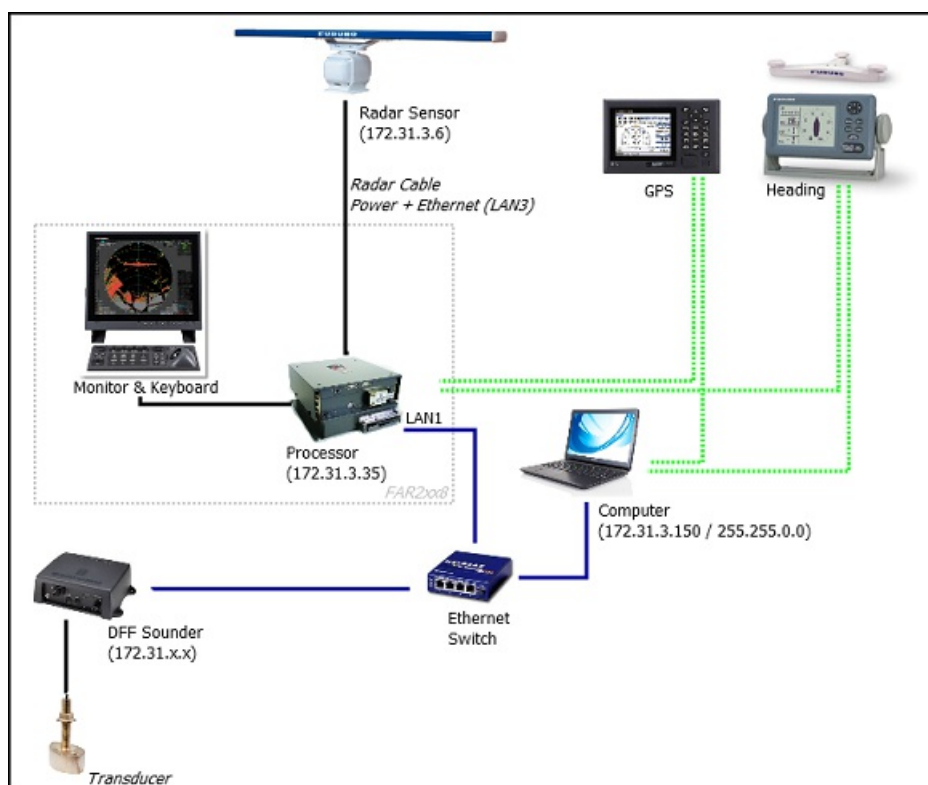 FURUNO
Radar Sensor
(172.31.3.6)
Radar Cable
Power + Ethernet (LAN3)
FURUNO
GPS
Heading
Monitor & Keyboard
LAN1
Processor
(172.31.3.35)
FAR2xx8
Computer
(172.31.3.150 / 255.255.0.0)
Ethernet
Switch
DFF Sounder
(172.31.x.x)
Transducer